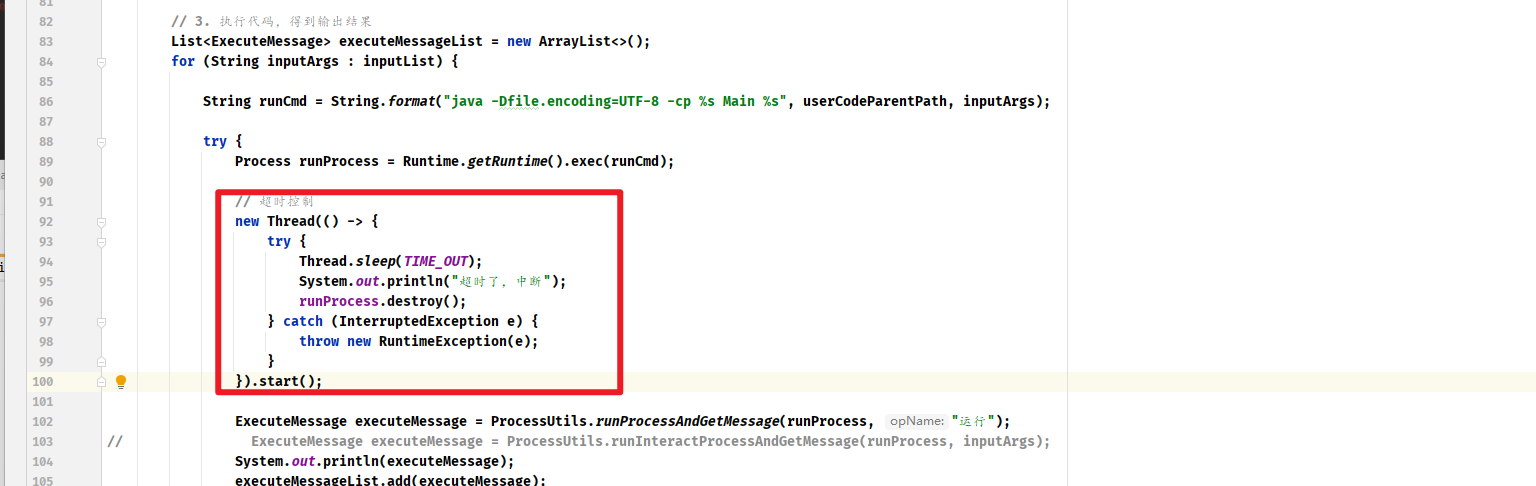 81
82 // 3. 执行代码，得到输出结果
83 List<ExecuteMessage> executeMessageList = new ArrayList<>();
84 for (String inputArgs : inputList) {
85
86 String runCmd = String.format("java -Dfile.encoding=UTF-8 -cp %s Main %s", userCodeParentPath, inputArgs);
87
88 try {
89 Process runProcess = Runtime.getRuntime().exec(runCmd);
90
91 // 超时控制
92 new Thread(() -> {
93 try {
94 Thread.sleep(TIME_OUT);
95 System.out.println("超时了，中断");
96 runProcess.destroy();
97 } catch (InterruptedException e) {
98 throw new RuntimeException(e);
99 }
100 }).start();
101
102 ExecuteMessage executeMessage = ProcessUtils.runProcessAndGetMessage(runProcess, opName: "运行");
103 // ExecuteMessage executeMessage = ProcessUtils.runInteractProcessAndGetMessage(runProcess, inputArgs);
104 System.out.println(executeMessage);
105 executeMessageList.add(executeMessage);